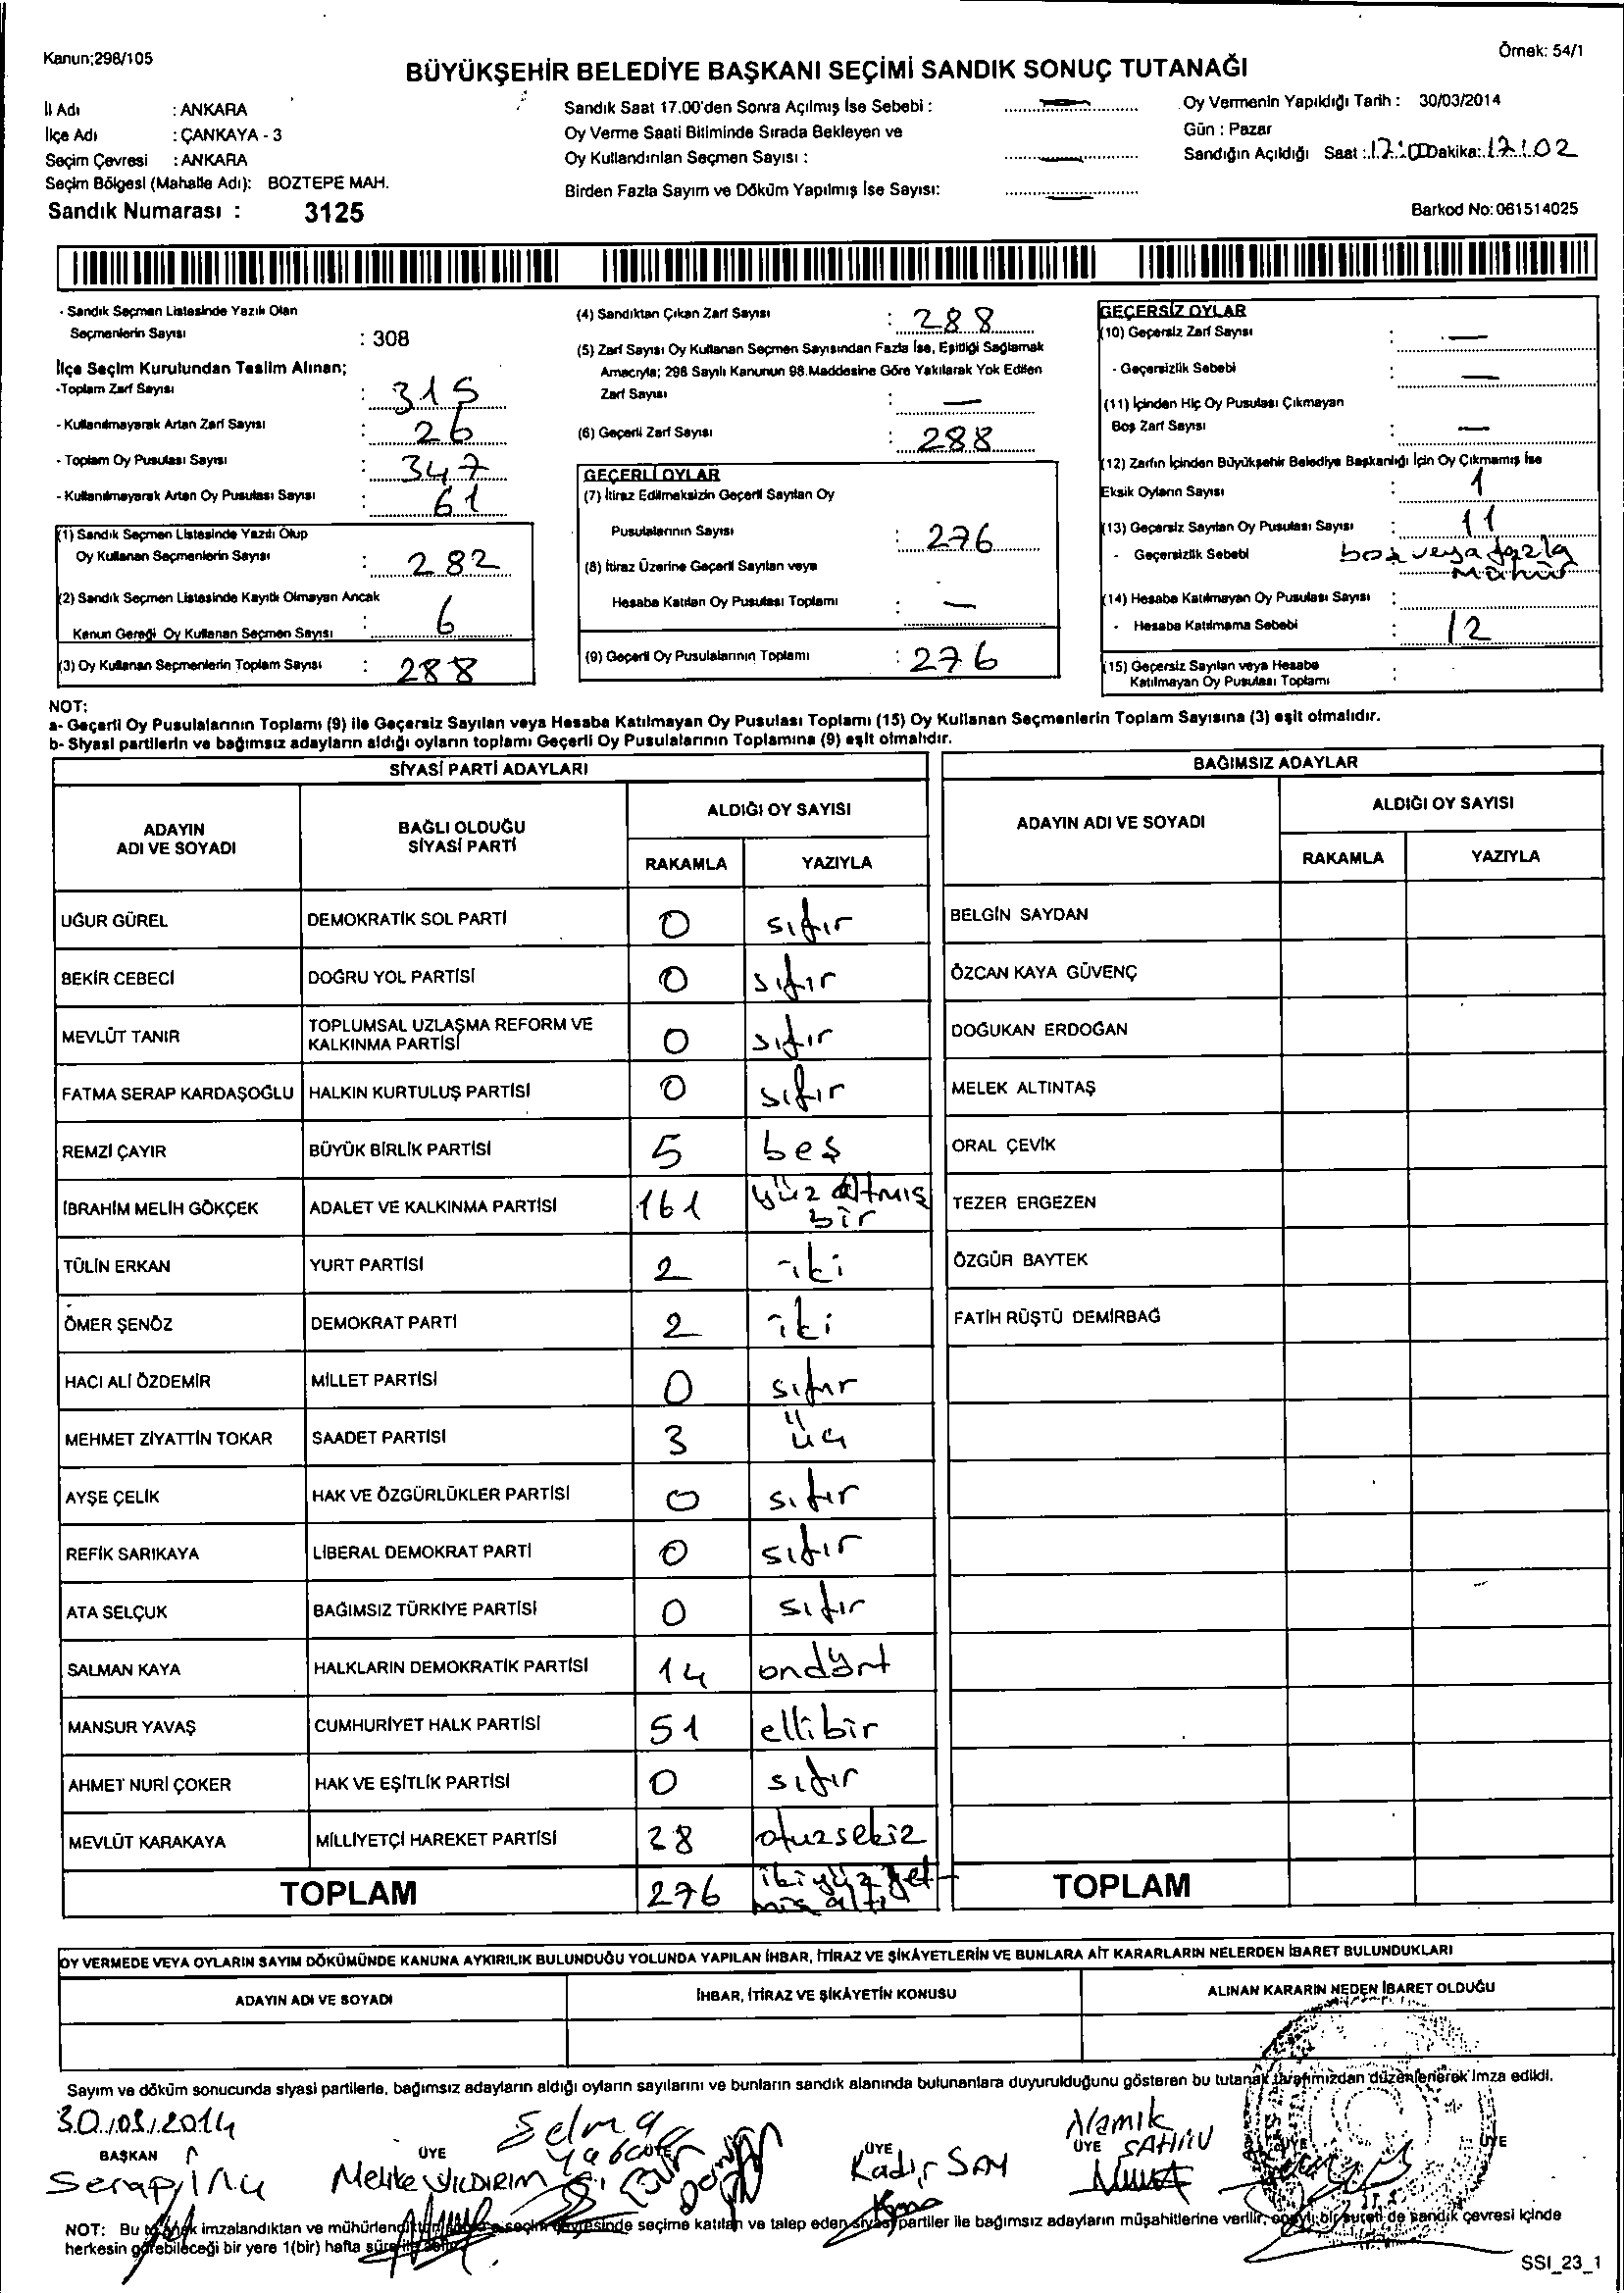 Kanun;298/105
Örnek: 54/1
BÜYÜKŞEHİR BELEDİYE BAŞKANI SEÇİMİ SANDIK SONUÇ TUTANAĞI
İl Adı : ANKARA
İlçe Adı : ÇANKAYA - 3
Seçim Çevresi : ANKARA
Seçim Bölgesi (Mahalle Adı): BOZTEPE MAH.
Sandık Numarası : 3125
Sandık Saat 17.00'den Sonra Açılmış İse Sebebi : —
Oy Verme Saati Bitiminde Sırada Bekleyen ve
Oy Kullandırılan Seçmen Sayısı : —
Birden Fazla Sayım ve Döküm Yapılmış İse Sayısı: —
Oy Vermenin Yapıldığı Tarih : 30/03/2014
Gün : Pazar
Sandığın Açıldığı Saat :17:00 Dakika:17:02
Barkod No:061514025
- Sandık Seçmen Listesinde Yazılı Olan
Seçmenlerin Sayısı : 308
İlçe Seçim Kurulundan Teslim Alınan;
-Toplam Zarf Sayısı : 315
- Kullanılmayarak Artan Zarf Sayısı : 26
- Toplam Oy Pusulası Sayısı : 347
- Kullanılmayarak Artan Oy Pusulası Sayısı : 61
(1) Sandık Seçmen Listesinde Yazılı Olup
Oy Kullanan Seçmenlerin Sayısı : 282
(2) Sandık Seçmen Listesinde Kayıtlı Olmayan Ancak
Kanun Gereği Oy Kullanan Seçmen Sayısı : 6
(3) Oy Kullanan Seçmenlerin Toplam Sayısı : 288
(4) Sandıktan Çıkan Zarf Sayısı : 288
(5) Zarf Sayısı Oy Kullanan Seçmen Sayısından Fazla İse, Eşitliği Sağlamak
Amacıyla; 298 Sayılı Kanunun 98.Maddesine Göre Yakılarak Yok Edilen
Zarf Sayısı : —
(6) Geçerli Zarf Sayısı : 288
GEÇERLİ OYLAR
(7) İtiraz Edilmeksizin Geçerli Sayılan Oy
Pusulalarının Sayısı : 276
(8) İtiraz Üzerine Geçerli Sayılan veya
Hesaba Katılan Oy Pusulası Toplamı : —
(9) Geçerli Oy Pusulalarının Toplamı : 276
GEÇERSİZ OYLAR
(10) Geçersiz Zarf Sayısı : —
- Geçersizlik Sebebi : —
(11) İçinden Hiç Oy Pusulası Çıkmayan
Boş Zarf Sayısı : —
(12) Zarfın İçinden Büyükşehir Belediye Başkanlığı İçin Oy Çıkmamış İse
Eksik Oyların Sayısı : 1
(13) Geçersiz Sayılan Oy Pusulası Sayısı : 11
- Geçersizlik Sebebi boş veya fazla
mühür
(14) Hesaba Katılmayan Oy Pusulası Sayısı :
- Hesaba Katılmama Sebebi : 12
(15) Geçersiz Sayılan veya Hesaba
Katılmayan Oy Pusulası Toplamı :
NOT:
a- Geçerli Oy Pusulalarının Toplamı (9) ile Geçersiz Sayılan veya Hesaba Katılmayan Oy Pusulası Toplamı (15) Oy Kullanan Seçmenlerin Toplam Sayısına (3) eşit olmalıdır.
b- Siyasi partilerin ve bağımsız adayların aldığı oyların toplamı Geçerli Oy Pusulalarının Toplamına (9) eşit olmalıdır.
SİYASİ PARTİ ADAYLARI
ADAYIN
ADI VE SOYADI
BAĞLI OLDUĞU
SİYASİ PARTİ
ALDIĞI OY SAYISI
RAKAMLA YAZIYLA
UĞUR GÜREL DEMOKRATİK SOL PARTİ 0 sıfır
BEKİR CEBECİ DOĞRU YOL PARTİSİ 0 sıfır
MEVLÜT TANIR TOPLUMSAL UZLAŞMA REFORM VE
KALKINMA PARTİSİ 0 sıfır
FATMA SERAP KARDAŞOĞLU HALKIN KURTULUŞ PARTİSİ 0 sıfır
REMZİ ÇAYIR BÜYÜK BİRLİK PARTİSİ 5 beş
İBRAHİM MELİH GÖKÇEK ADALET VE KALKINMA PARTİSİ 161 yüz altmış
bir
TÜLİN ERKAN YURT PARTİSİ 2 iki
ÖMER ŞENÖZ DEMOKRAT PARTİ 2 iki
HACI ALİ ÖZDEMİR MİLLET PARTİSİ 0 sıfır
MEHMET ZİYATTİN TOKAR SAADET PARTİSİ 3 üç
AYŞE ÇELİK HAK VE ÖZGÜRLÜKLER PARTİSİ 0 sıfır
REFİK SARIKAYA LİBERAL DEMOKRAT PARTİ 0 sıfır
ATA SELÇUK BAĞIMSIZ TÜRKİYE PARTİSİ 0 sıfır
SALMAN KAYA HALKLARIN DEMOKRATİK PARTİSİ 14 ondört
MANSUR YAVAŞ CUMHURİYET HALK PARTİSİ 51 ellibir
AHMET NURİ ÇOKER HAK VE EŞİTLİK PARTİSİ 0 sıfır
MEVLÜT KARAKAYA MİLLİYETÇİ HAREKET PARTİSİ 38 otuzsekiz
TOPLAM 276 ikiyüz yet-
miş altı
BAĞIMSIZ ADAYLAR
ADAYIN ADI VE SOYADI
ALDIĞI OY SAYISI
RAKAMLA YAZIYLA
BELGİN SAYDAN
ÖZCAN KAYA GÜVENÇ
DOĞUKAN ERDOĞAN
MELEK ALTINTAŞ
ORAL ÇEVİK
TEZER ERGEZEN
ÖZGÜR BAYTEK
FATİH RÜŞTÜ DEMİRBAĞ
TOPLAM
OY VERMEDE VEYA OYLARIN SAYIM DÖKÜMÜNDE KANUNA AYKIRILIK BULUNDUĞU YOLUNDA YAPILAN İHBAR, İTİRAZ VE ŞİKÂYETLERİN VE BUNLARA AİT KARARLARIN NELERDEN İBARET BULUNDUKLARI
ADAYIN ADI VE SOYADI İHBAR, İTİRAZ VE ŞİKÂYETİN KONUSU ALINAN KARARIN NEDEN İBARET OLDUĞU
Sayım ve döküm sonucunda siyasi partilerle, bağımsız adayların aldığı oyların sayılarını ve bunların sandık alanında bulunanlara duyurulduğunu gösteren bu tutanak tarafımızdan düzenlenerek imza edildi.
30/03/2014
BAŞKAN ÜYE ÜYE ÜYE ÜYE
Melike YILDIRIM
Selma
Kadir SAY
Namık
ŞAHİN
NOT: Bu tutanak imzalandıktan ve mühürlendikten sonra seçim çevresinde seçime katılan ve talep eden siyasi partiler ile bağımsız adayların müşahitlerine verilir, onaylı bir sureti de sandık çevresi içinde
herkesin görebileceği bir yere 1(bir) hafta süre ile asılır.
SSI_23_1